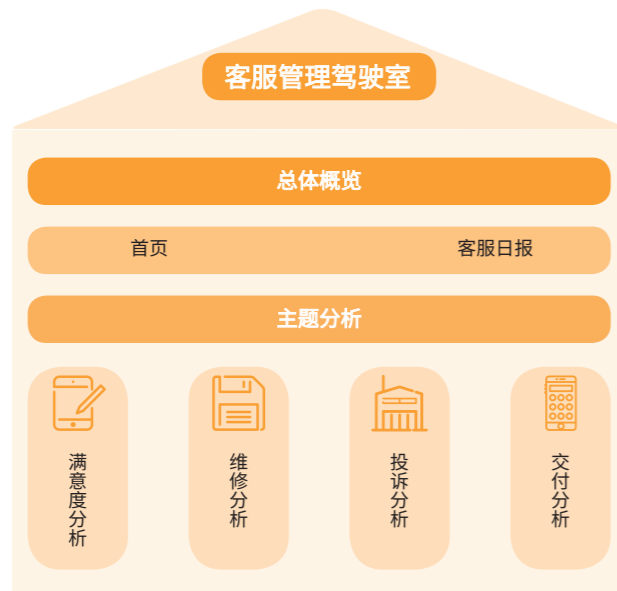 客服管理驾驶室
总体概览
首页 客服日报
主题分析
满意度分析
维修分析
投诉分析
交付分析